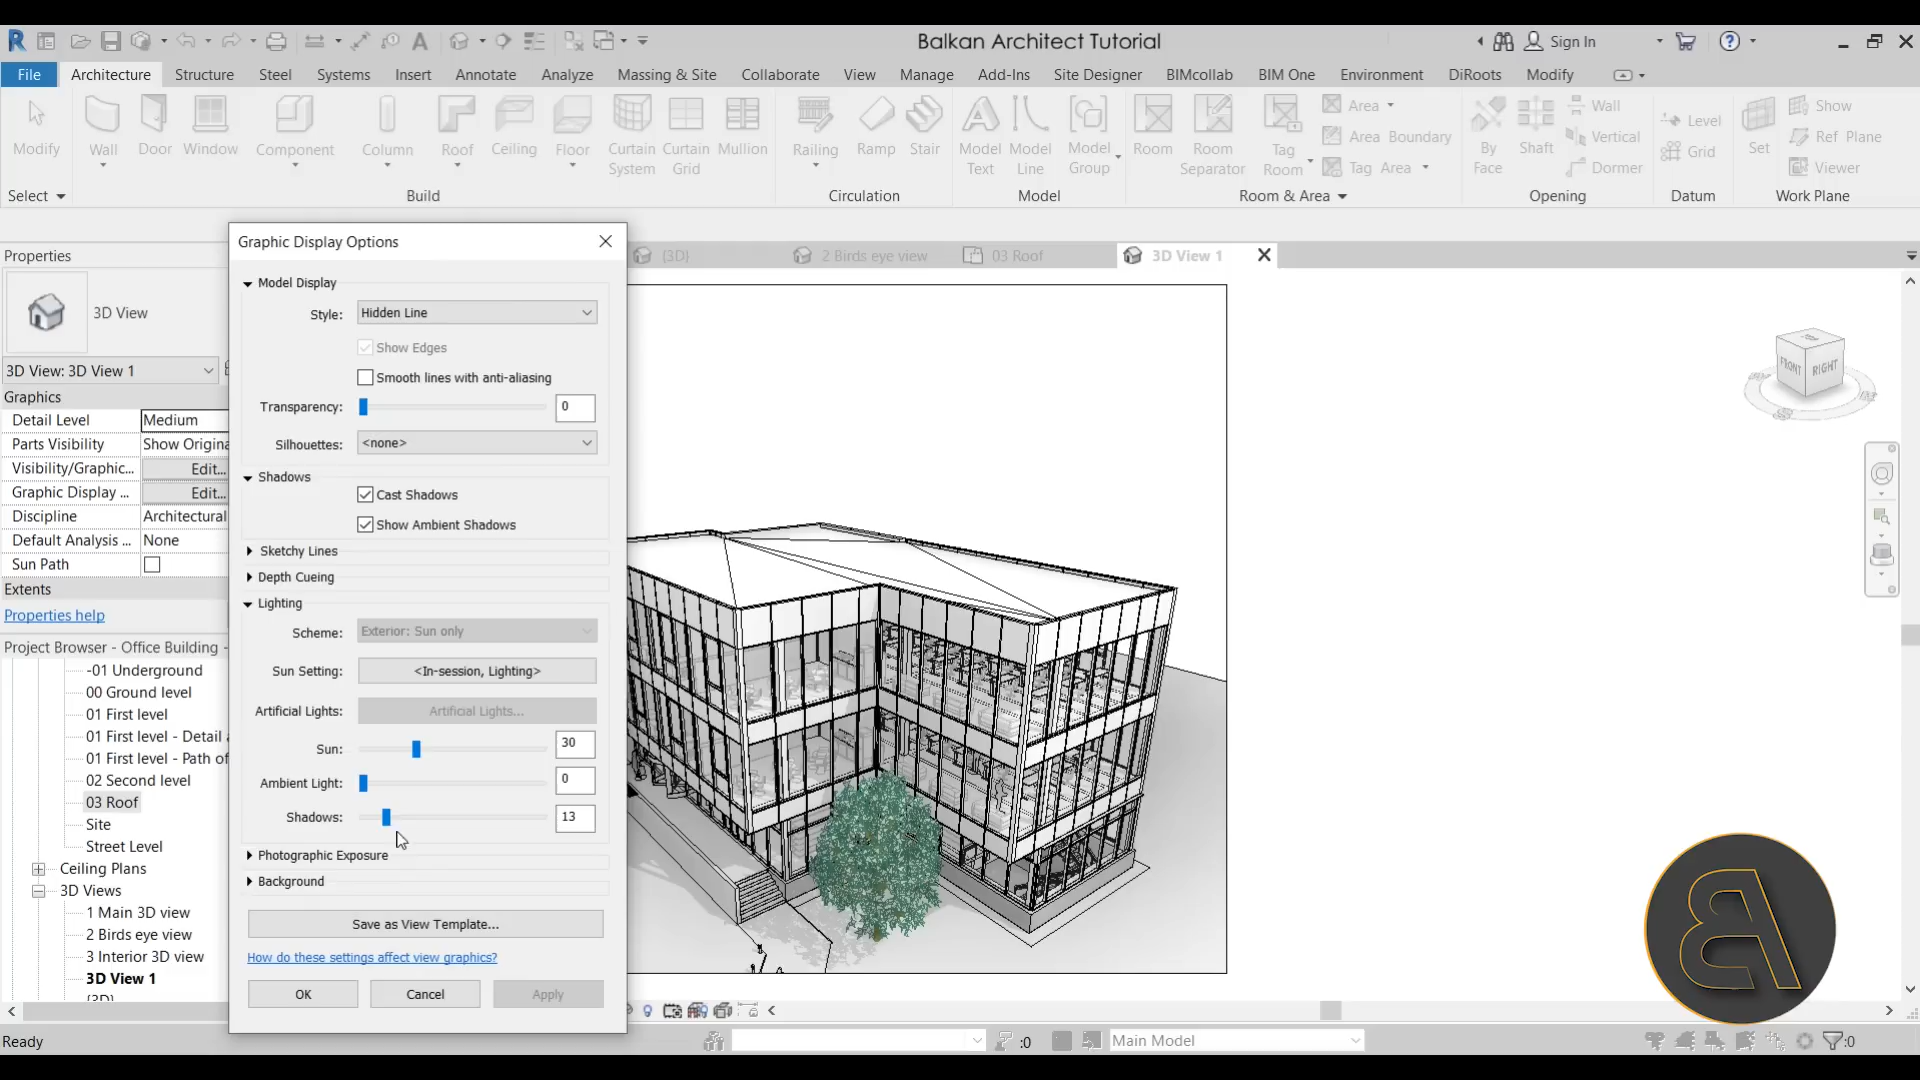 Balkan Architect Tutorial
Sign In
File Architecture Structure Steel Systems Insert Annotate Analyze Massing & Site Collaborate View Manage Add-Ins Site Designer BIMcollab BIM One Environment DiRoots Modify
Modify
Wall
Door
Window
Component
Column
Roof
Ceiling
Floor
Curtain System
Curtain Grid
Mullion
Railing
Ramp
Stair
Model Text
Model Line
Model Group
Room
Room Separator
Tag Room
Area
Area Boundary
Tag Area
By Face
Shaft
Wall
Vertical
Dormer
Level
Grid
Set
Show
Ref Plane
Viewer
Select Build Circulation Model Room & Area Opening Datum Work Plane
Properties
3D View
3D View: 3D View 1
Graphics
Detail Level Medium
Parts Visibility Show Origina
Visibility/Graphic... Edit...
Graphic Display ... Edit...
Discipline Architectural
Default Analysis ... None
Sun Path
Extents
Properties help
Project Browser - Office Building -
-01 Underground
00 Ground level
01 First level
01 First level - Detail a
01 First level - Path of
02 Second level
03 Roof
Site
Street Level
Ceiling Plans
3D Views
1 Main 3D view
2 Birds eye view
3 Interior 3D view
3D View 1
{3D}
Graphic Display Options
Model Display
Style: Hidden Line
Show Edges
Smooth lines with anti-aliasing
Transparency: 0
Silhouettes: <none>
Shadows
Cast Shadows
Show Ambient Shadows
Sketchy Lines
Depth Cueing
Lighting
Scheme: Exterior: Sun only
Sun Setting: <In-session, Lighting>
Artificial Lights: Artificial Lights...
Sun: 30
Ambient Light: 0
Shadows: 13
Photographic Exposure
Background
Save as View Template...
How do these settings affect view graphics?
OK Cancel Apply
{3D} 2 Birds eye view 03 Roof 3D View 1
TOP
FRONT RIGHT
Ready
:0
Main Model
:0